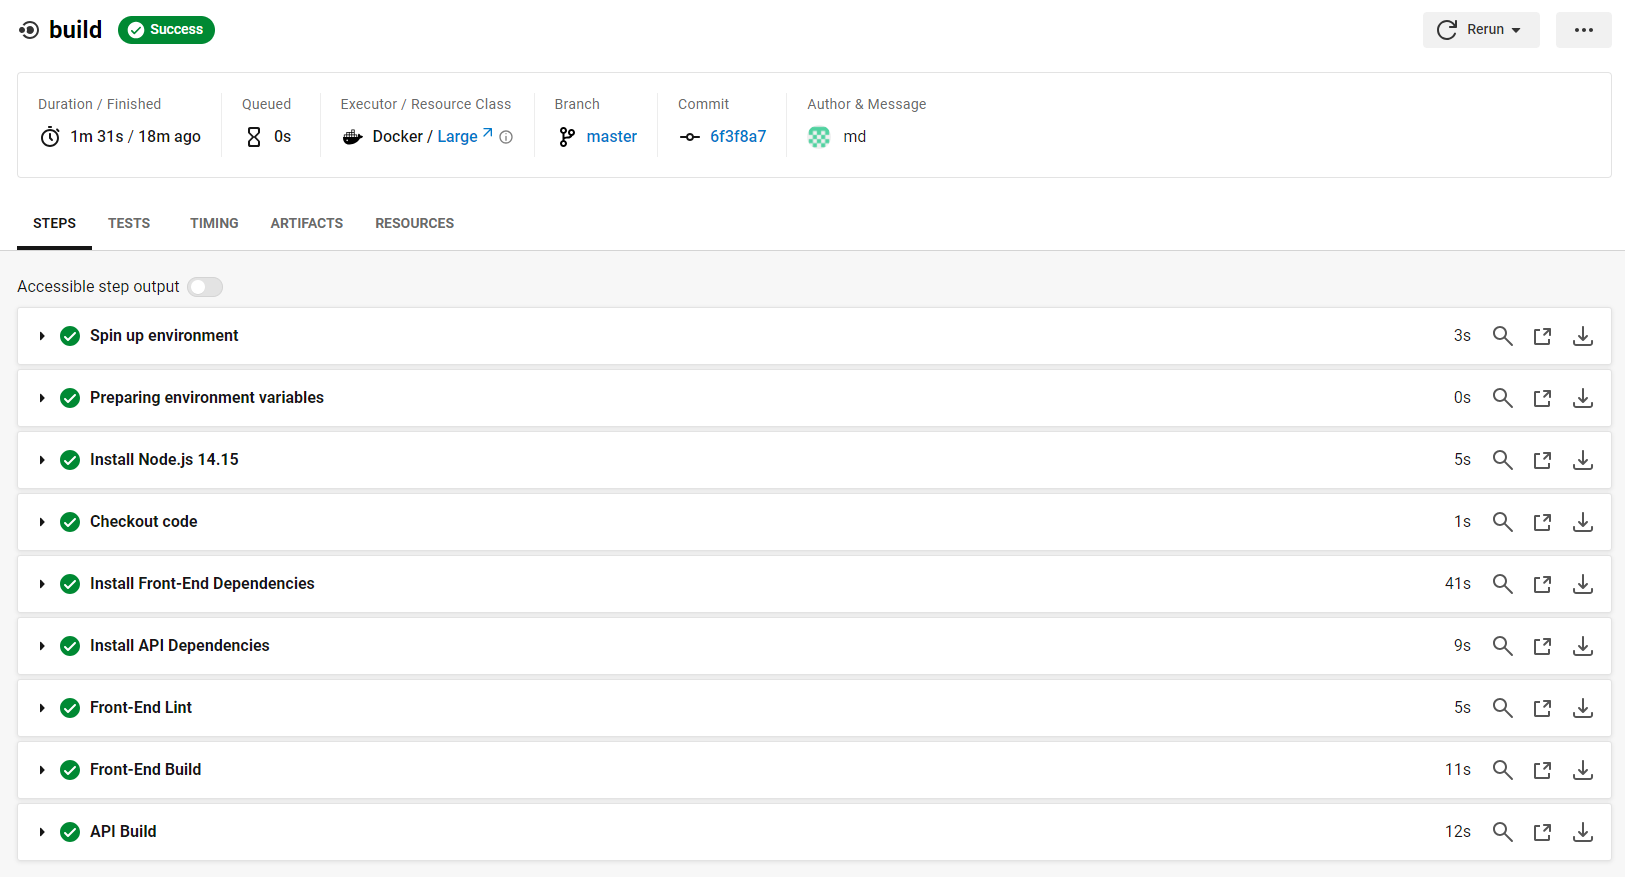 build Success Rerun
Duration / Finished Queued Executor / Resource Class Branch Commit Author & Message
1m 31s / 18m ago 0s Docker / Large master 6f3f8a7 md
STEPS TESTS TIMING ARTIFACTS RESOURCES
Accessible step output
Spin up environment 3s
Preparing environment variables 0s
Install Node.js 14.15 5s
Checkout code 1s
Install Front-End Dependencies 41s
Install API Dependencies 9s
Front-End Lint 5s
Front-End Build 11s
API Build 12s